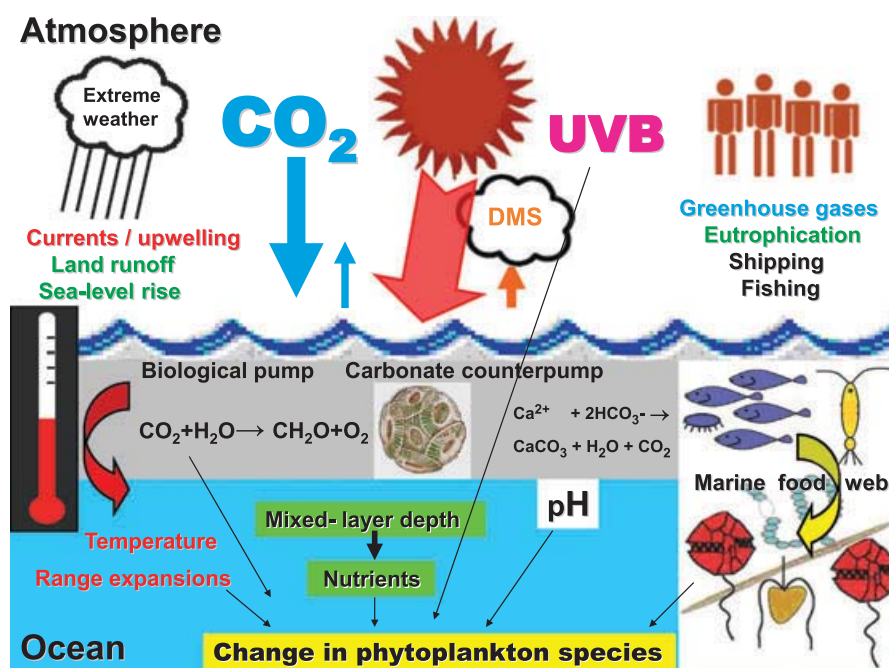 Atmosphere
Extreme
weather
CO₂
UVB
DMS
Currents / upwelling
Land runoff
Sea-level rise
Greenhouse gases
Eutrophication
Shipping
Fishing
Biological pump
Carbonate counterpump
CO₂+H₂O→ CH₂O+O₂
Ca²⁺ + 2HCO₃- →
CaCO₃ + H₂O + CO₂
Marine food web
pH
Mixed- layer depth
Nutrients
Temperature
Range expansions
Ocean
Change in phytoplankton species